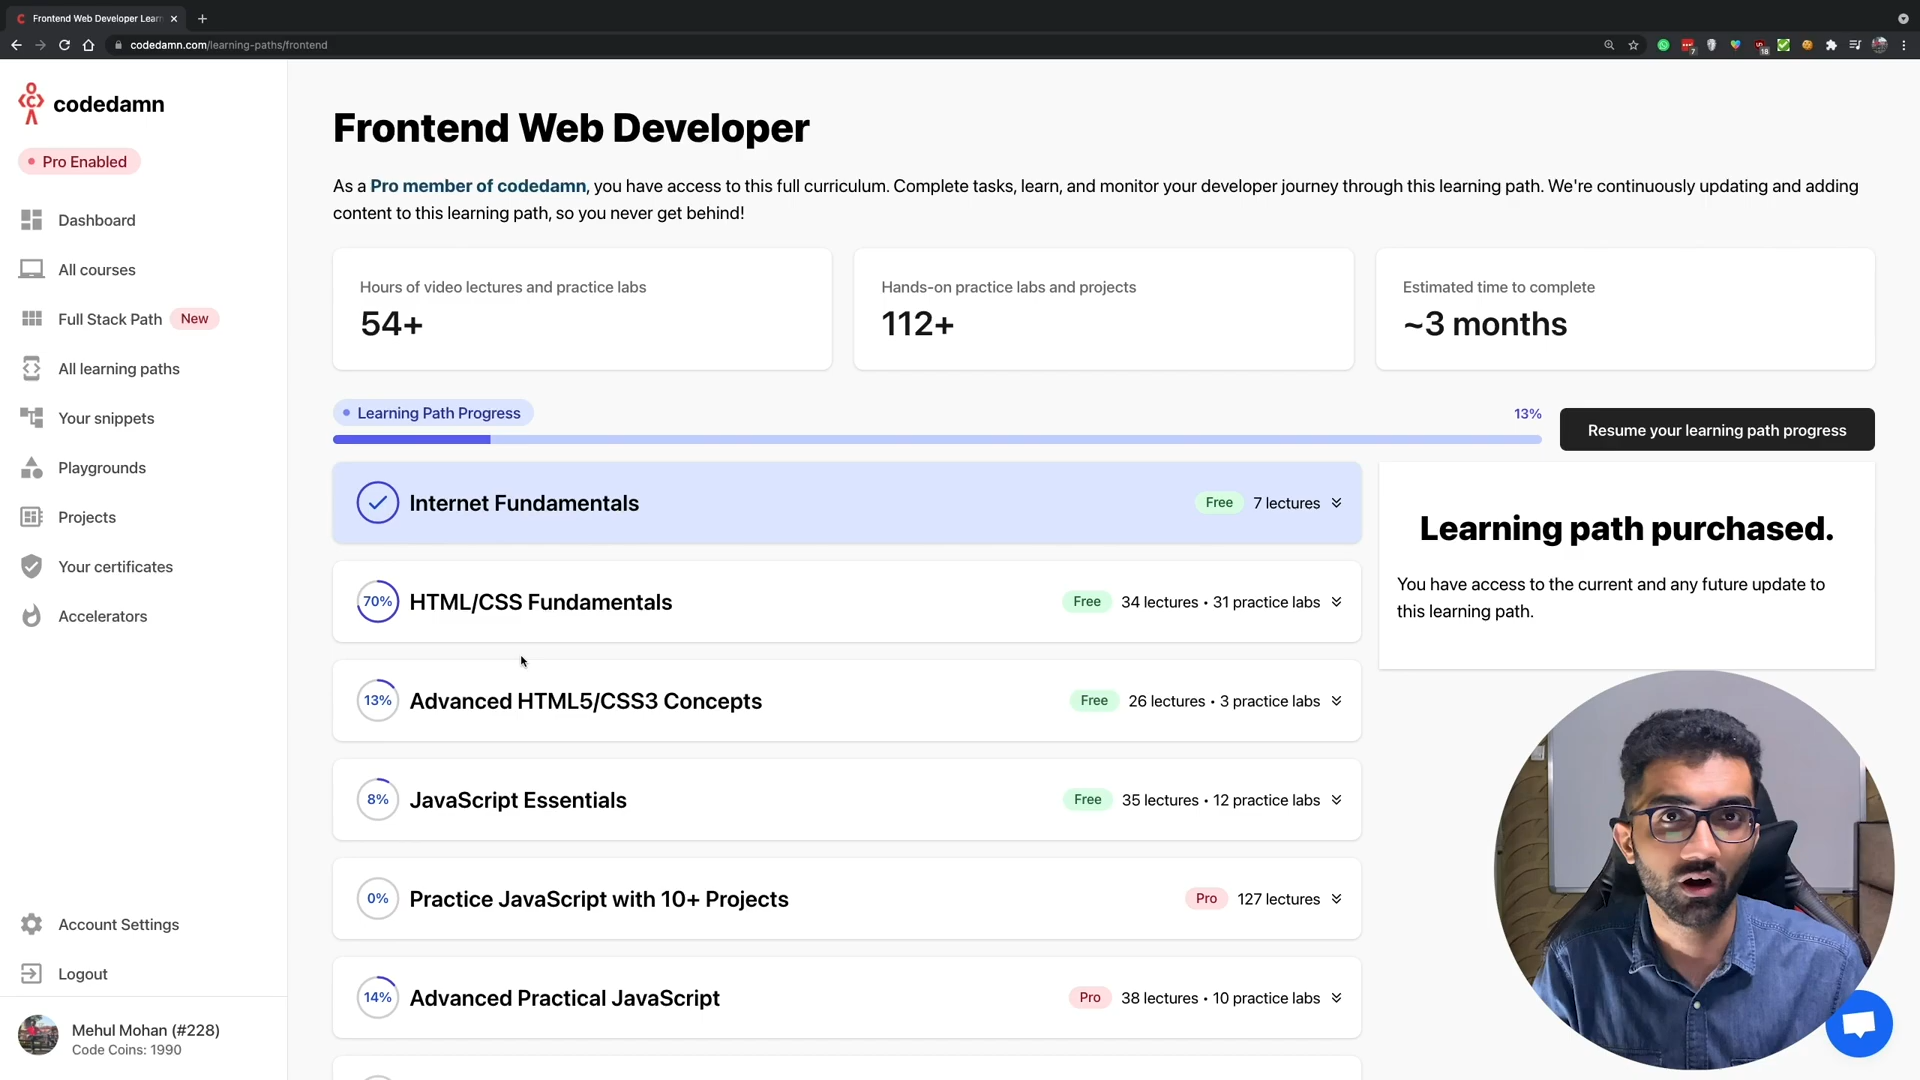 Frontend Web Developer Lear
codedamn.com/learning-paths/frontend
7
18
codedamn
Pro Enabled
Dashboard
All courses
Full Stack Path New
All learning paths
Your snippets
Playgrounds
Projects
Your certificates
Accelerators
Account Settings
Logout
Mehul Mohan (#228)
Code Coins: 1990
Frontend Web Developer
As a Pro member of codedamn, you have access to this full curriculum. Complete tasks, learn, and monitor your developer journey through this learning path. We're continuously updating and adding
content to this learning path, so you never get behind!
Hours of video lectures and practice labs
54+
Hands-on practice labs and projects
112+
Estimated time to complete
~3 months
Learning Path Progress
13%
Resume your learning path progress
Internet Fundamentals Free 7 lectures
70% HTML/CSS Fundamentals Free 34 lectures • 31 practice labs
13% Advanced HTML5/CSS3 Concepts Free 26 lectures • 3 practice labs
8% JavaScript Essentials Free 35 lectures • 12 practice labs
0% Practice JavaScript with 10+ Projects Pro 127 lectures
14% Advanced Practical JavaScript Pro 38 lectures • 10 practice labs
Learning path purchased.
You have access to the current and any future update to
this learning path.